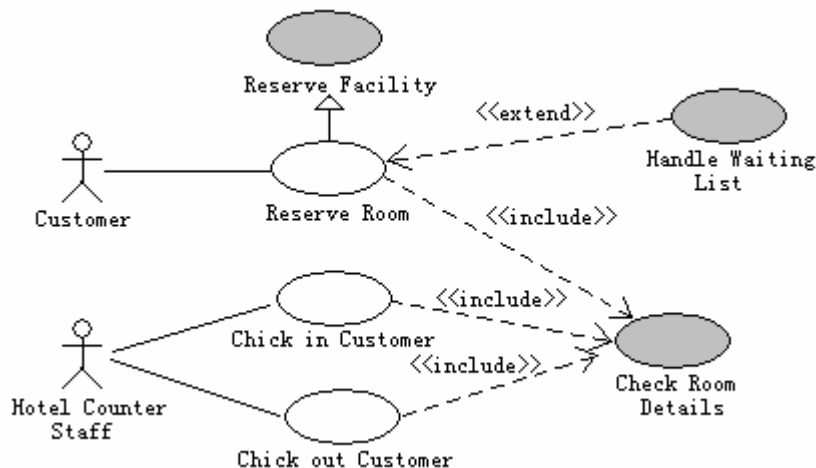 Reserve Facility
<<extend>>
Handle Waiting
List
Customer
Reserve Room
<<include>>
<<include>>
Chick in Customer
<<include>>
Check Room
Details
Hotel Counter
Staff
Chick out Customer